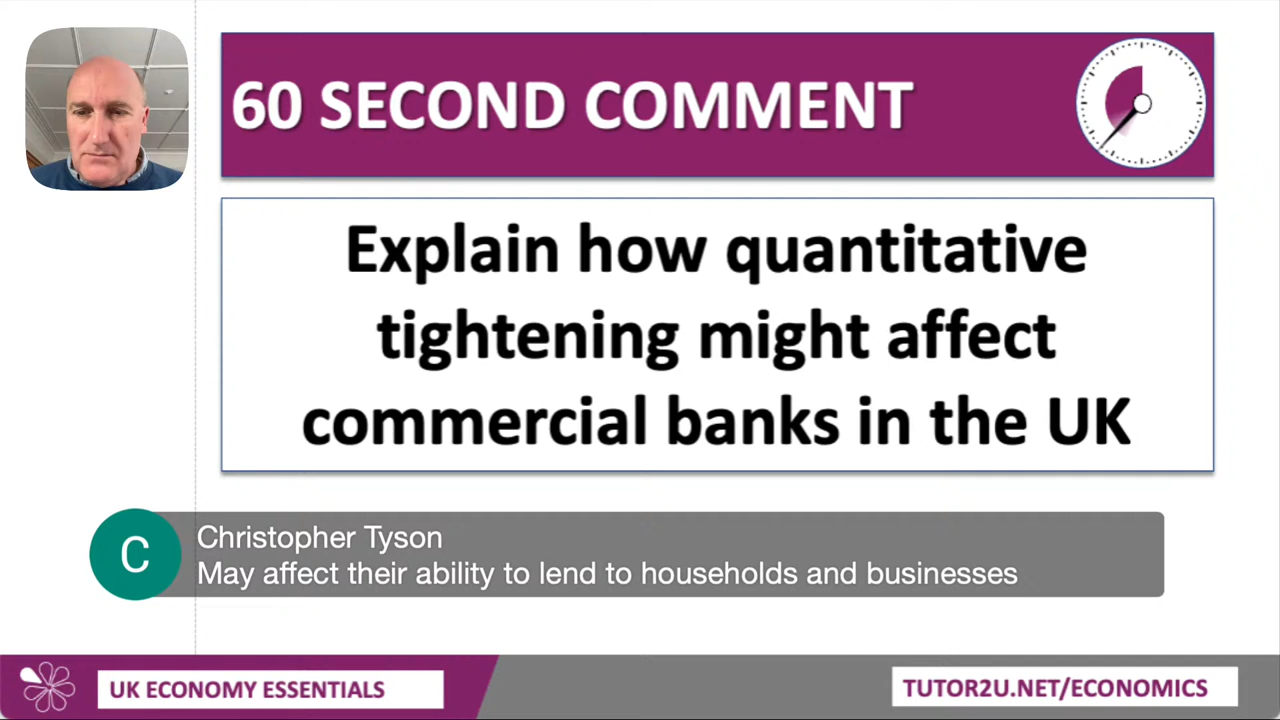 60 SECOND COMMENT
Explain how quantitative
tightening might affect
commercial banks in the UK
C
Christopher Tyson
May affect their ability to lend to households and businesses
UK ECONOMY ESSENTIALS
TUTOR2U.NET/ECONOMICS